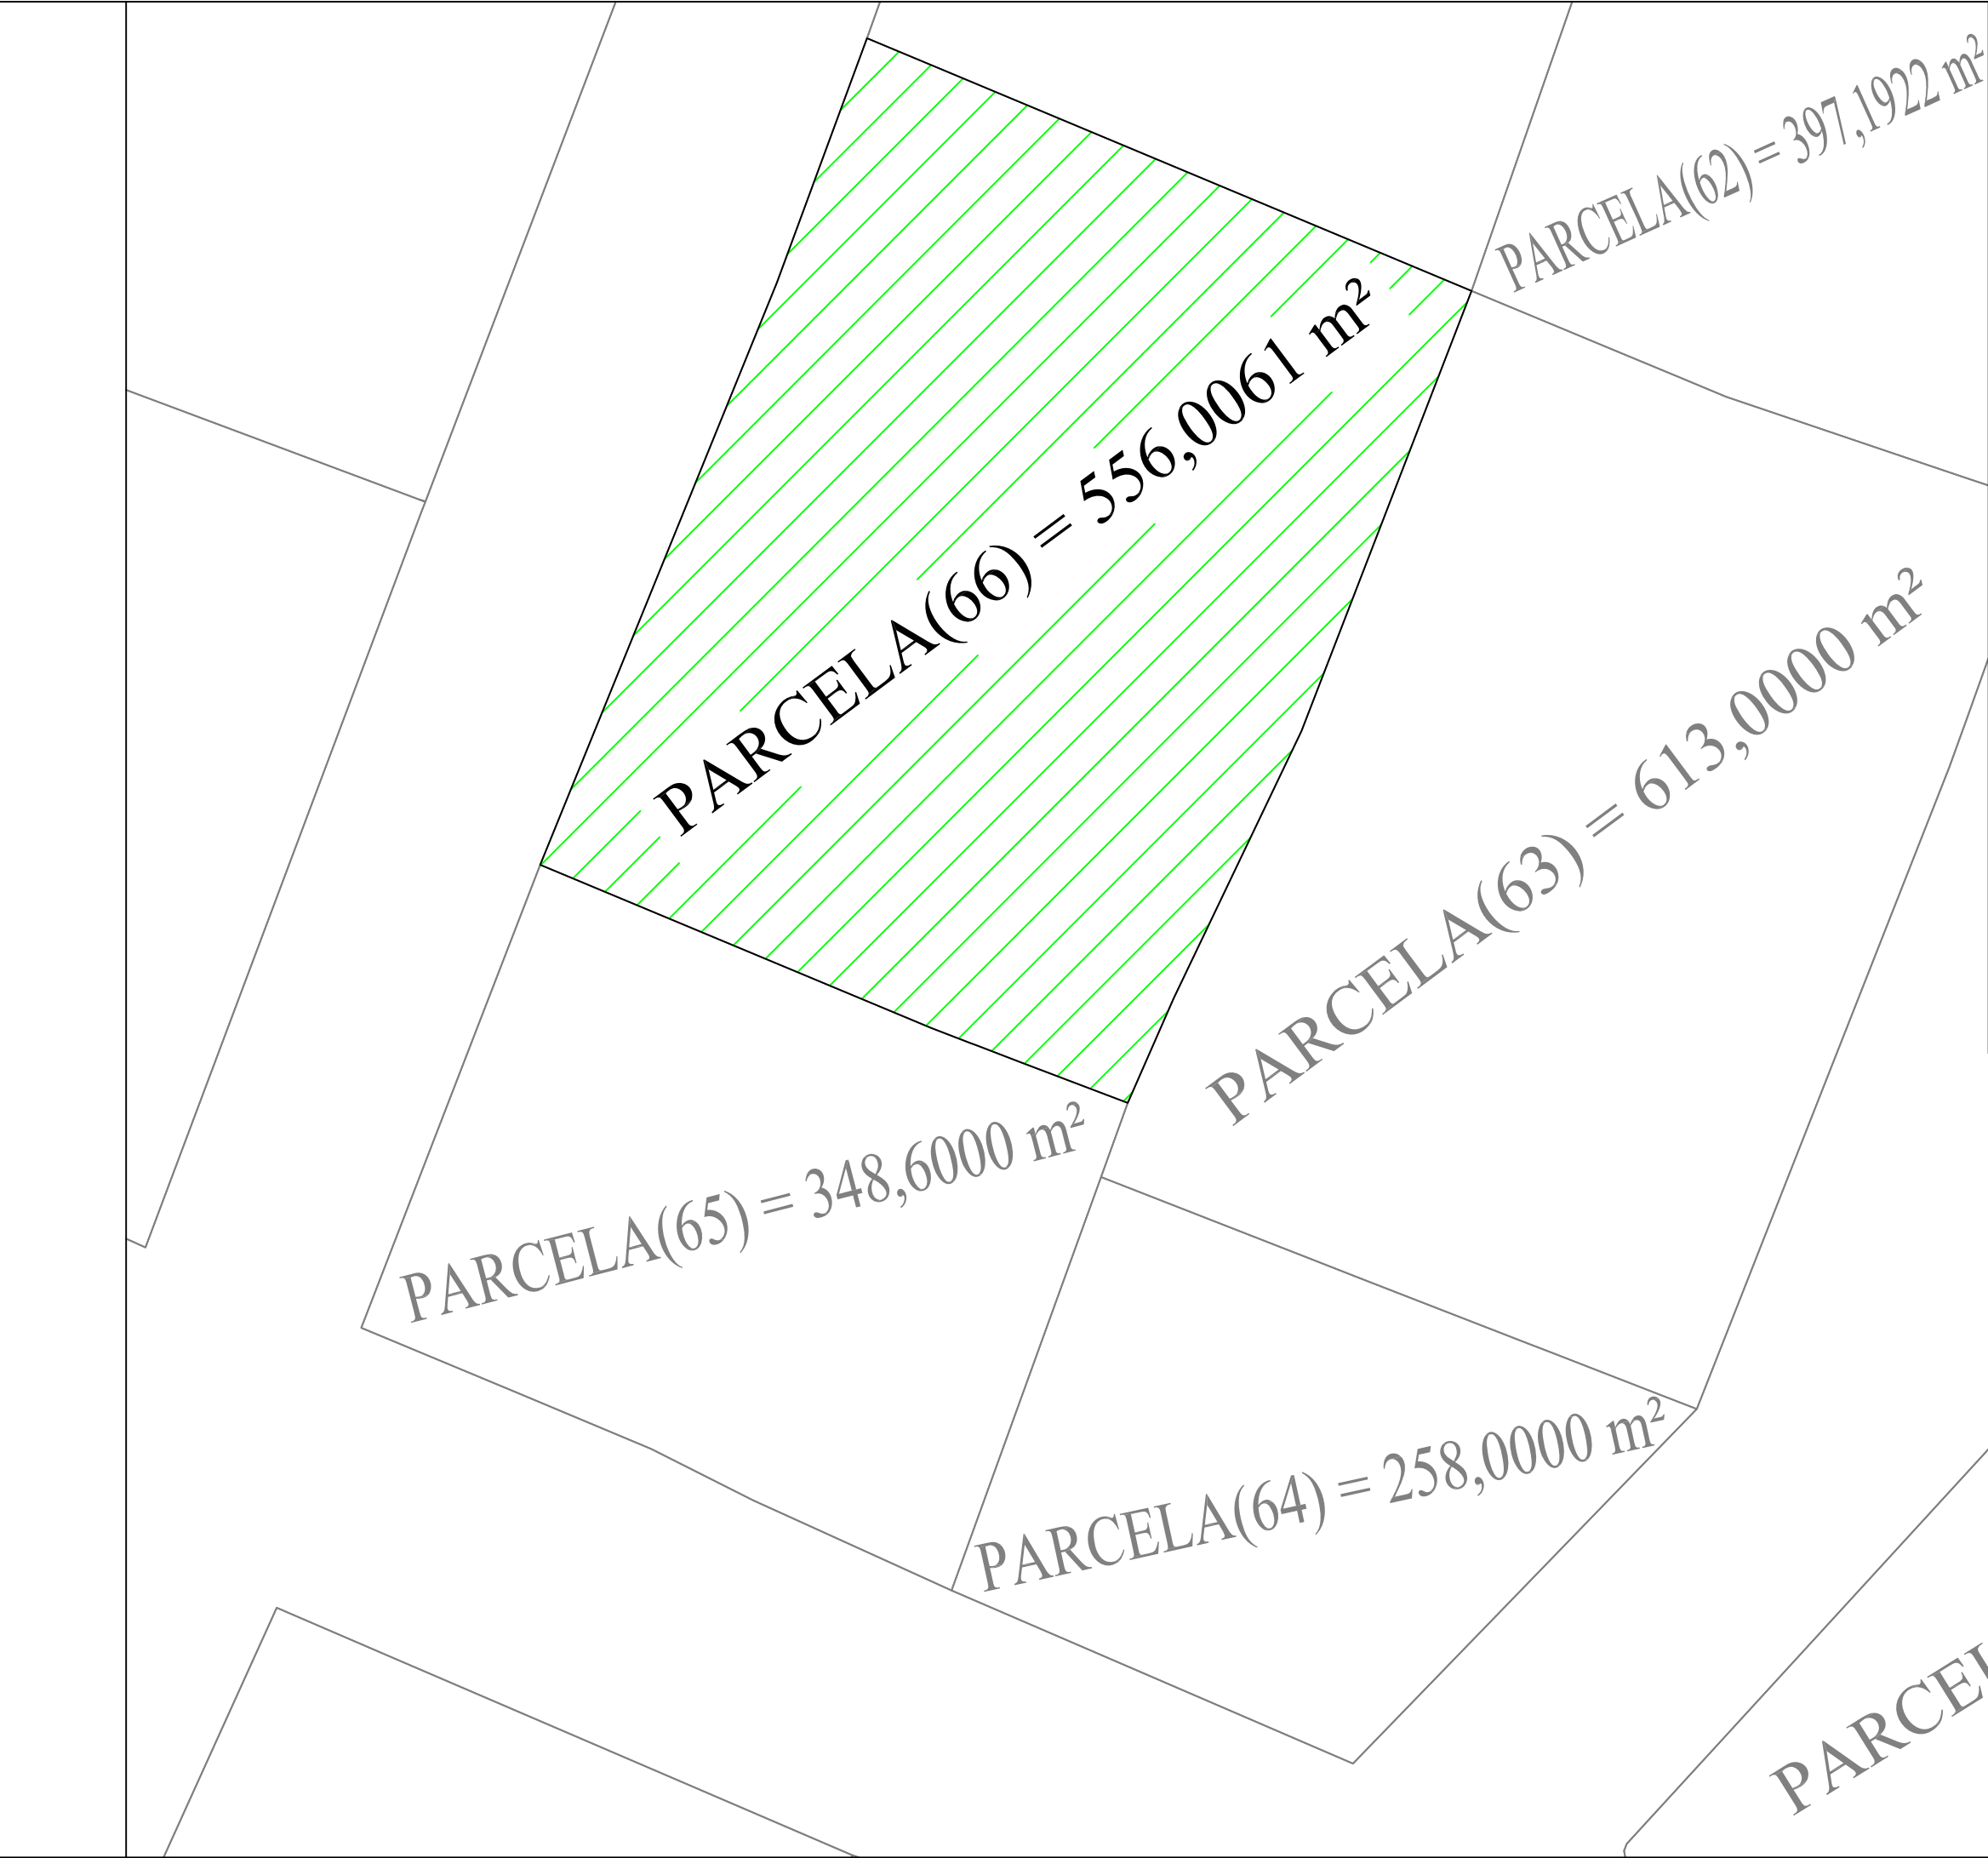 PARCELA(62) = 397,1922 m²
PARCELA(66) = 556,0061 m²
PARCELA(63) = 613,0000 m²
PARCELA(65) = 348,6000 m²
PARCELA(64) = 258,0000 m²
PARCEL